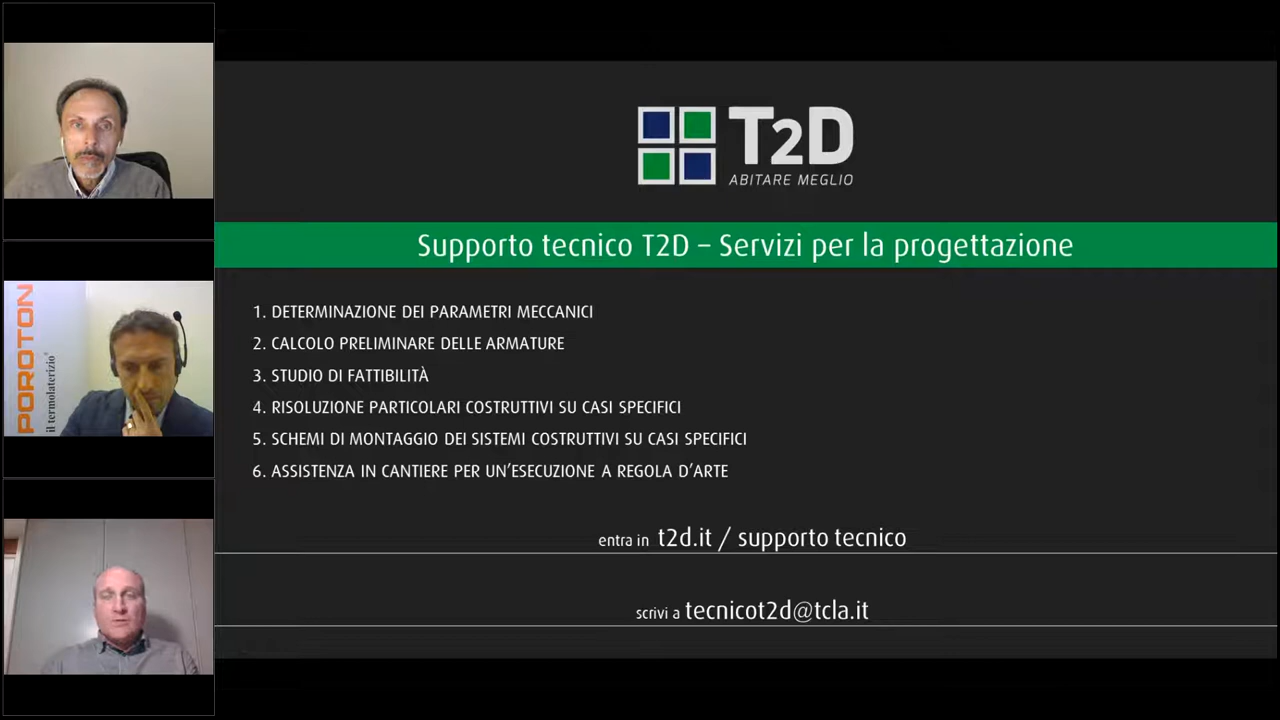 POROTON
il termolaterizio®
T2D
ABITARE MEGLIO
Supporto tecnico T2D – Servizi per la progettazione
1. DETERMINAZIONE DEI PARAMETRI MECCANICI
2. CALCOLO PRELIMINARE DELLE ARMATURE
3. STUDIO DI FATTIBILITÀ
4. RISOLUZIONE PARTICOLARI COSTRUTTIVI SU CASI SPECIFICI
5. SCHEMI DI MONTAGGIO DEI SISTEMI COSTRUTTIVI SU CASI SPECIFICI
6. ASSISTENZA IN CANTIERE PER UN'ESECUZIONE A REGOLA D'ARTE
entra in t2d.it / supporto tecnico
scrivi a tecnicot2d@tcla.it